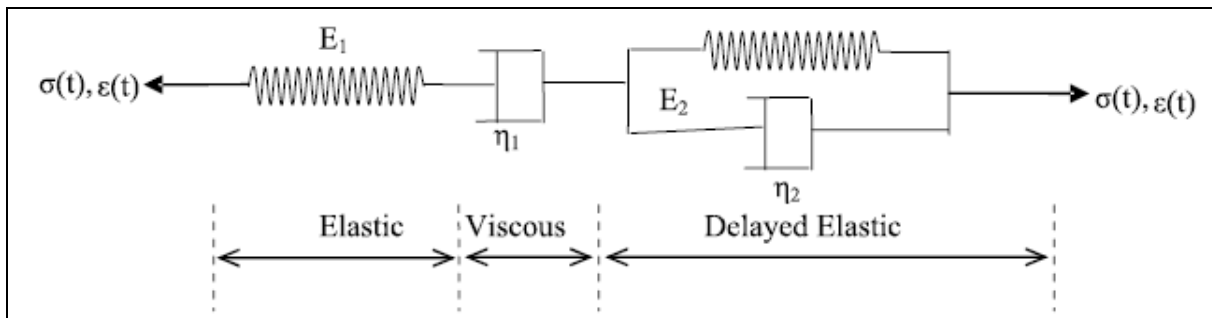 E₁
σ(t), ε(t)
σ(t), ε(t)
E₂
η₁
η₂
Elastic
Viscous
Delayed Elastic